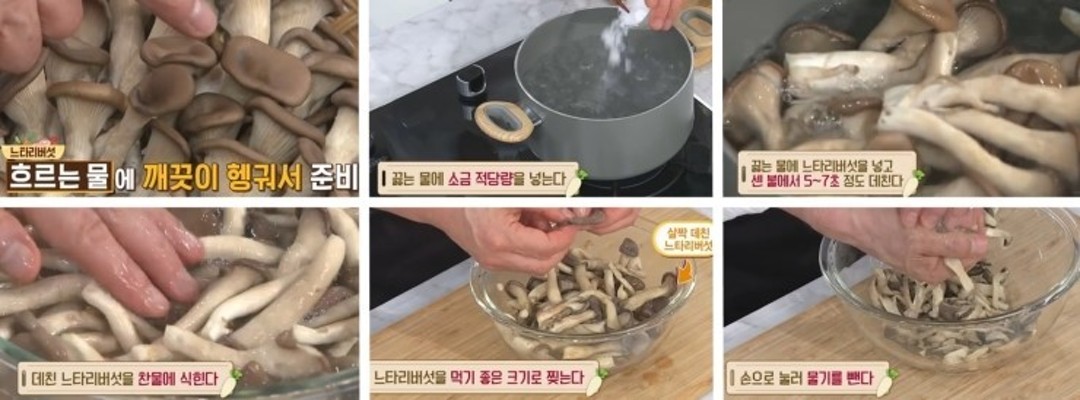 느타리버섯
흐르는 물에 깨끗이 헹궈서 준비
끓는 물에 소금 적당량을 넣는다
끓는 물에 느타리버섯을 넣고
센 불에서 5~7초 정도 데친다
데친 느타리버섯을 찬물에 식힌다
살짝 데친
느타리버섯
느타리버섯을 먹기 좋은 크기로 찢는다
손으로 눌러 물기를 뺀다